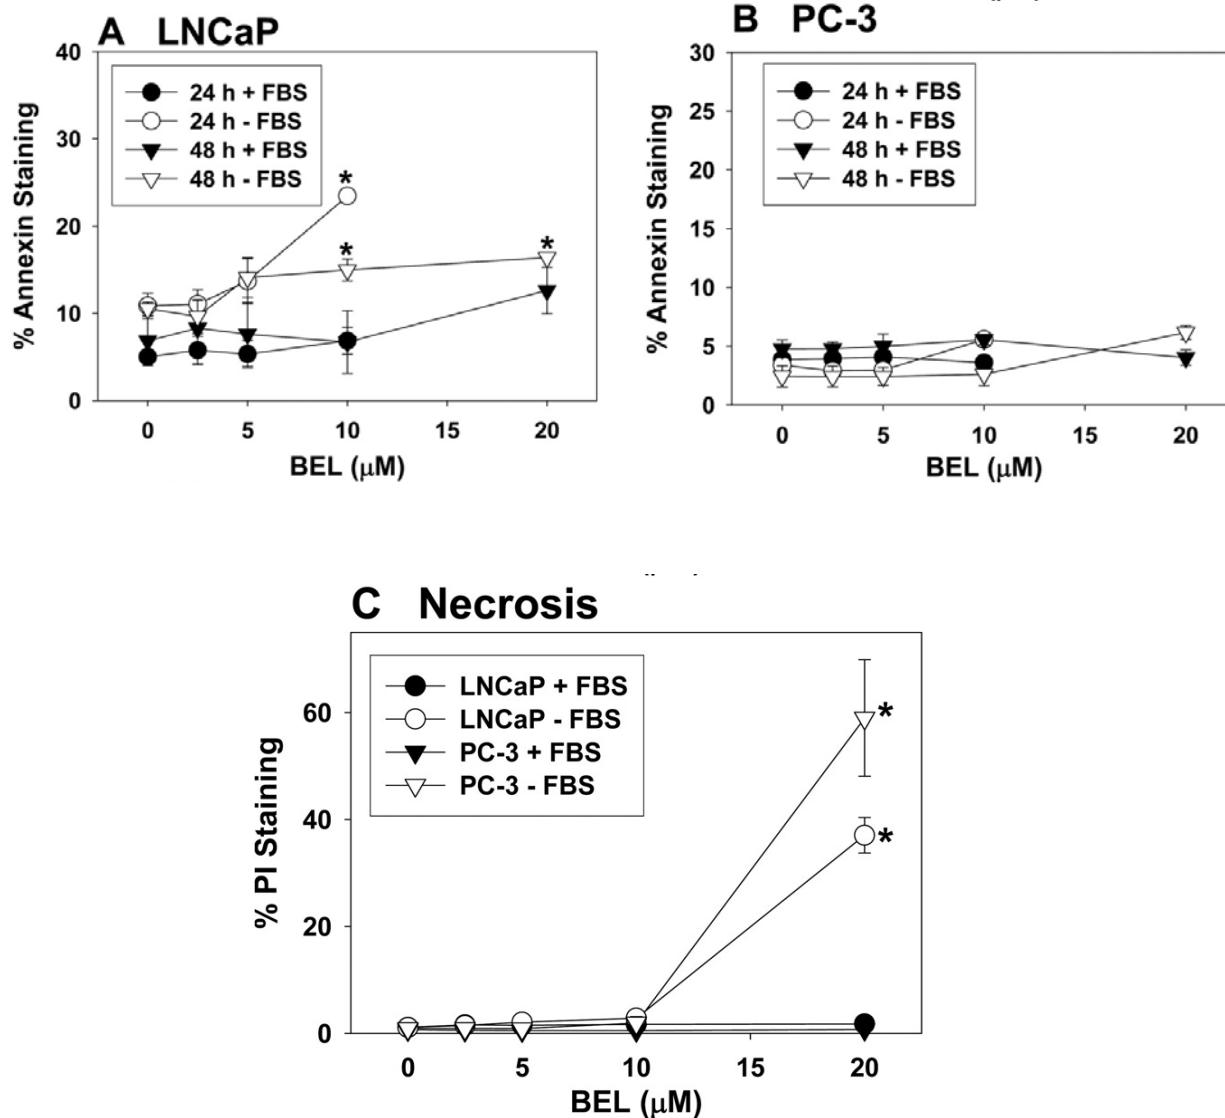 A LNCaP
40
30
20
10
0
% Annexin Staining
24 h + FBS
24 h - FBS
48 h + FBS
48 h - FBS
*
*
*
0 5 10 15 20
BEL (μM)
B PC-3
30
25
20
15
10
5
0
% Annexin Staining
24 h + FBS
24 h - FBS
48 h + FBS
48 h - FBS
0 5 10 15 20
BEL (μM)
C Necrosis
60
40
20
0
% PI Staining
LNCaP + FBS
LNCaP - FBS
PC-3 + FBS
PC-3 - FBS
*
*
0 5 10 15 20
BEL (μM)